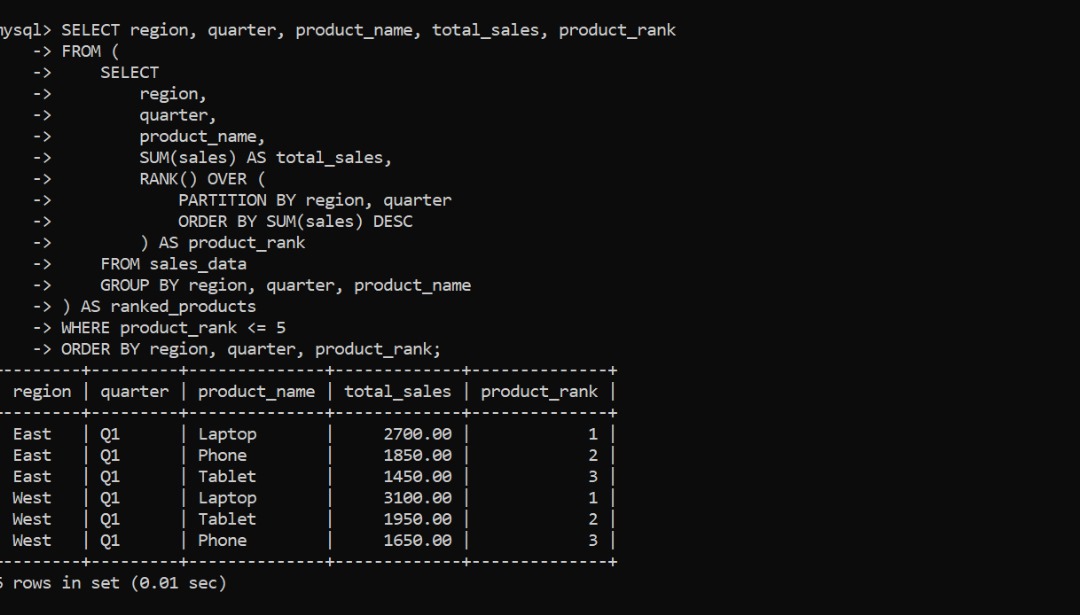 mysql> SELECT region, quarter, product_name, total_sales, product_rank
    -> FROM (
    ->     SELECT
    ->         region,
    ->         quarter,
    ->         product_name,
    ->         SUM(sales) AS total_sales,
    ->         RANK() OVER (
    ->             PARTITION BY region, quarter
    ->             ORDER BY SUM(sales) DESC
    ->         ) AS product_rank
    ->     FROM sales_data
    ->     GROUP BY region, quarter, product_name
    -> ) AS ranked_products
    -> WHERE product_rank <= 5
    -> ORDER BY region, quarter, product_rank;
--------+---------+--------------+-------------+--------------+
 region | quarter | product_name | total_sales | product_rank |
--------+---------+--------------+-------------+--------------+
 East   | Q1      | Laptop       |     2700.00 |            1 |
 East   | Q1      | Phone        |     1850.00 |            2 |
 East   | Q1      | Tablet       |     1450.00 |            3 |
 West   | Q1      | Laptop       |     3100.00 |            1 |
 West   | Q1      | Tablet       |     1950.00 |            2 |
 West   | Q1      | Phone        |     1650.00 |            3 |
--------+---------+--------------+-------------+--------------+
6 rows in set (0.01 sec)